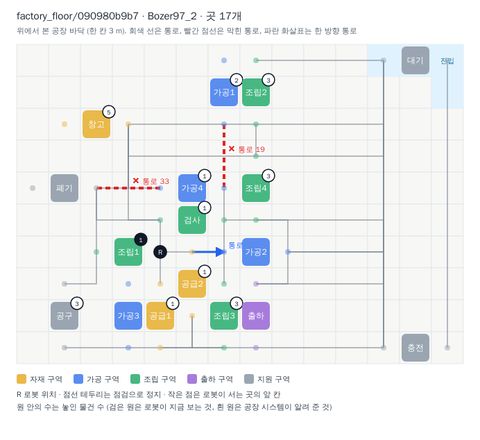 factory_floor/090980b9b7 · Bozer97_2 · 곳 17개
위에서 본 공장 바닥 (한 칸 3 m). 회색 선은 통로, 빨간 점선은 막힌 통로, 파란 화살표는 한 방향 통로
대기
진입
가공1
2
조립2
3
창고
5
✕ 통로 19
✕ 통로 33
폐기
가공4
1
조립4
3
검사
1
조립1
1
R
통로
가공2
공급2
1
공구
3
가공3
공급1
1
조립3
3
출하
충전
자재 구역
가공 구역
조립 구역
출하 구역
지원 구역
R 로봇 위치 · 점선 테두리는 점검으로 정지 · 작은 점은 로봇이 서는 곳의 앞 칸
원 안의 수는 놓인 물건 수 (검은 원은 로봇이 지금 보는 것, 흰 원은 공장 시스템이 알려 준 것)